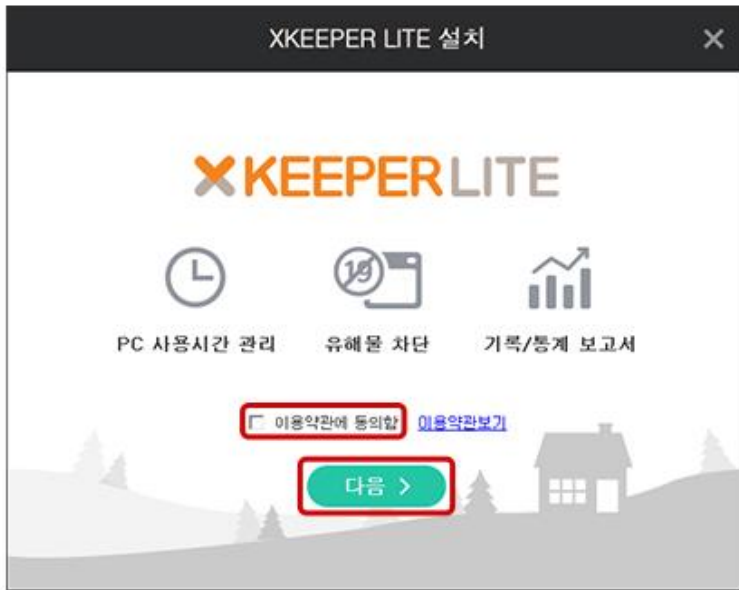 XKEEPER LITE 설치
XKEEPER LITE
19
PC 사용시간 관리
유해물 차단
기록/통계 보고서
이용약관에 동의함 이용약관보기
다음 >